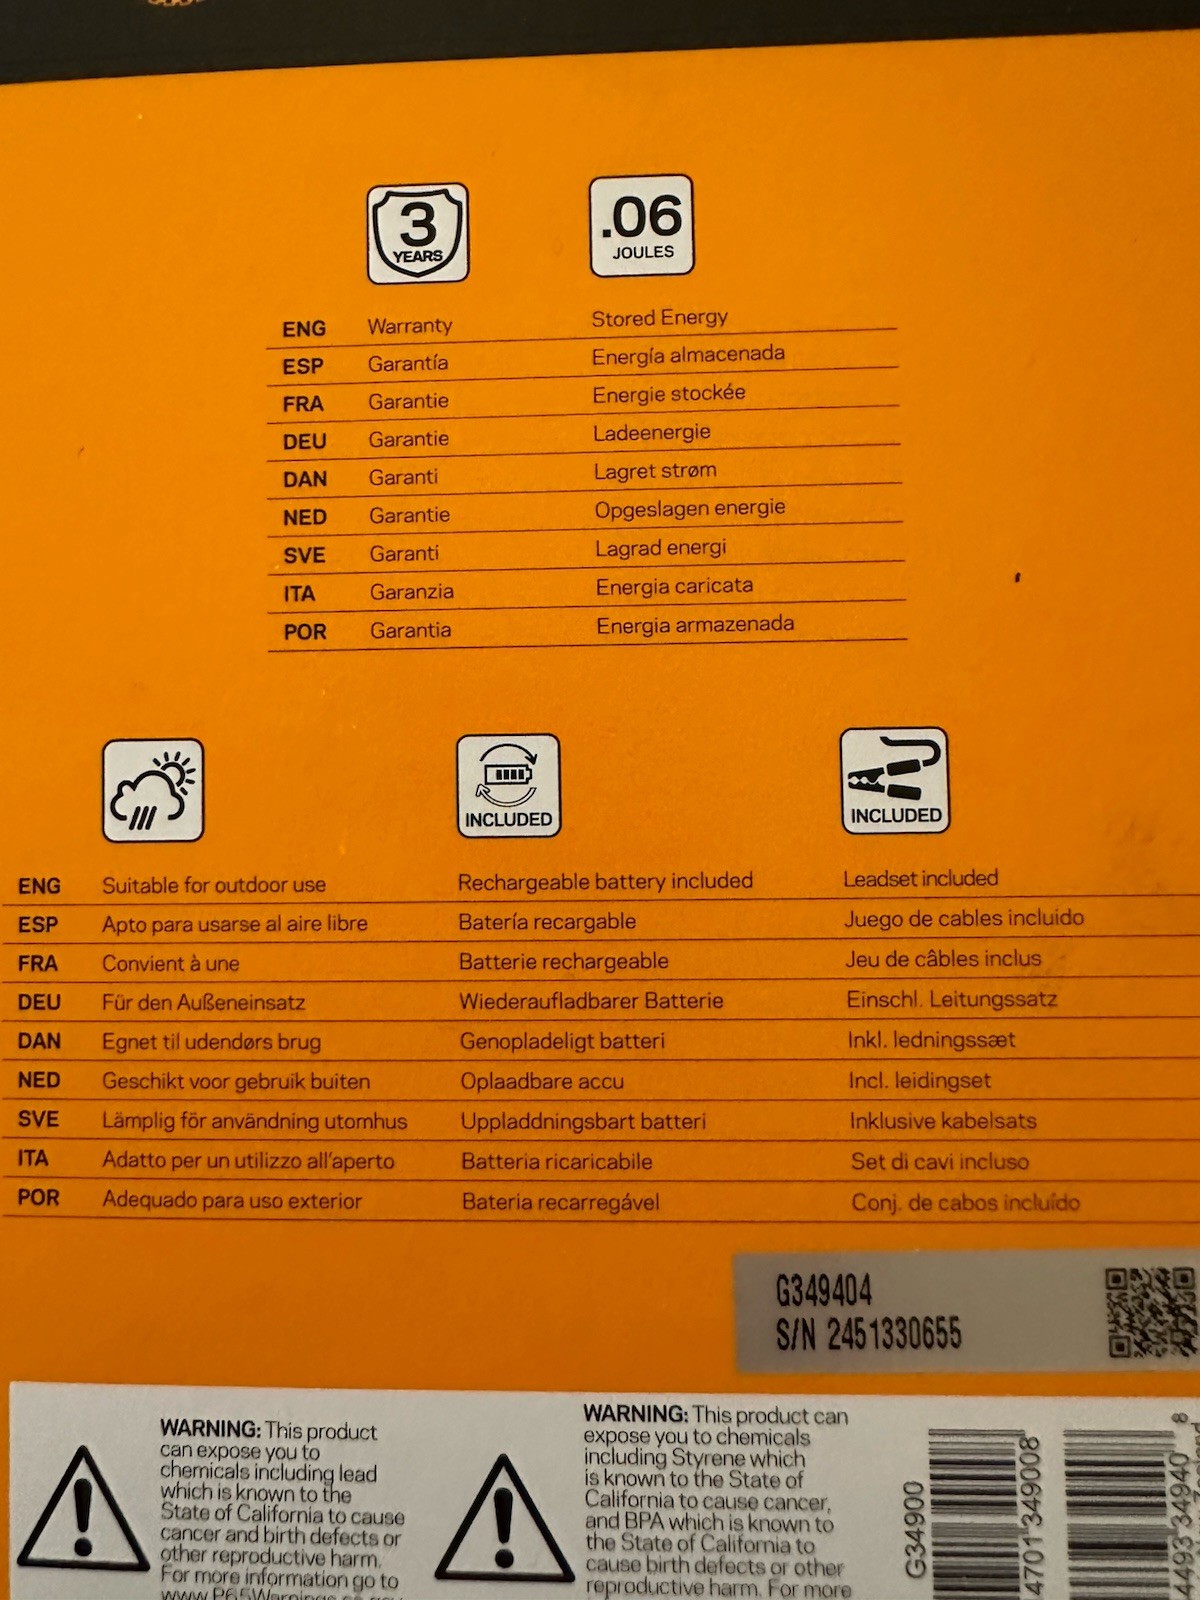 3
YEARS
.06
JOULES
ENG Warranty Stored Energy
ESP Garantía Energía almacenada
FRA Garantie Energie stockée
DEU Garantie Ladeenergie
DAN Garanti Lagret strøm
NED Garantie Opgeslagen energie
SVE Garanti Lagrad energi
ITA Garanzia Energia caricata
POR Garantia Energia armazenada
INCLUDED
INCLUDED
ENG Suitable for outdoor use Rechargeable battery included Leadset included
ESP Apto para usarse al aire libre Batería recargable Juego de cables incluido
FRA Convient à une Batterie rechargeable Jeu de câbles inclus
DEU Für den Außeneinsatz Wiederaufladbarer Batterie Einschl. Leitungssatz
DAN Egnet til udendørs brug Genopladeligt batteri Inkl. ledningssæt
NED Geschikt voor gebruik buiten Oplaadbare accu Incl. leidingset
SVE Lämplig för användning utomhus Uppladdningsbart batteri Inklusive kabelsats
ITA Adatto per un utilizzo all'aperto Batteria ricaricabile Set di cavi incluso
POR Adequado para uso exterior Bateria recarregável Conj. de cabos incluído
G349404
S/N 2451330655
WARNING: This product
can expose you to
chemicals including lead
which is known to the
State of California to cause
cancer and birth defects or
other reproductive harm.
For more information go to
WARNING: This product can
expose you to chemicals
including Styrene which
is known to the State of
California to cause cancer,
and BPA which is known to
the State of California to
cause birth defects or other
reproductive harm. For more
G34900
4701 349008
4493 34940 8